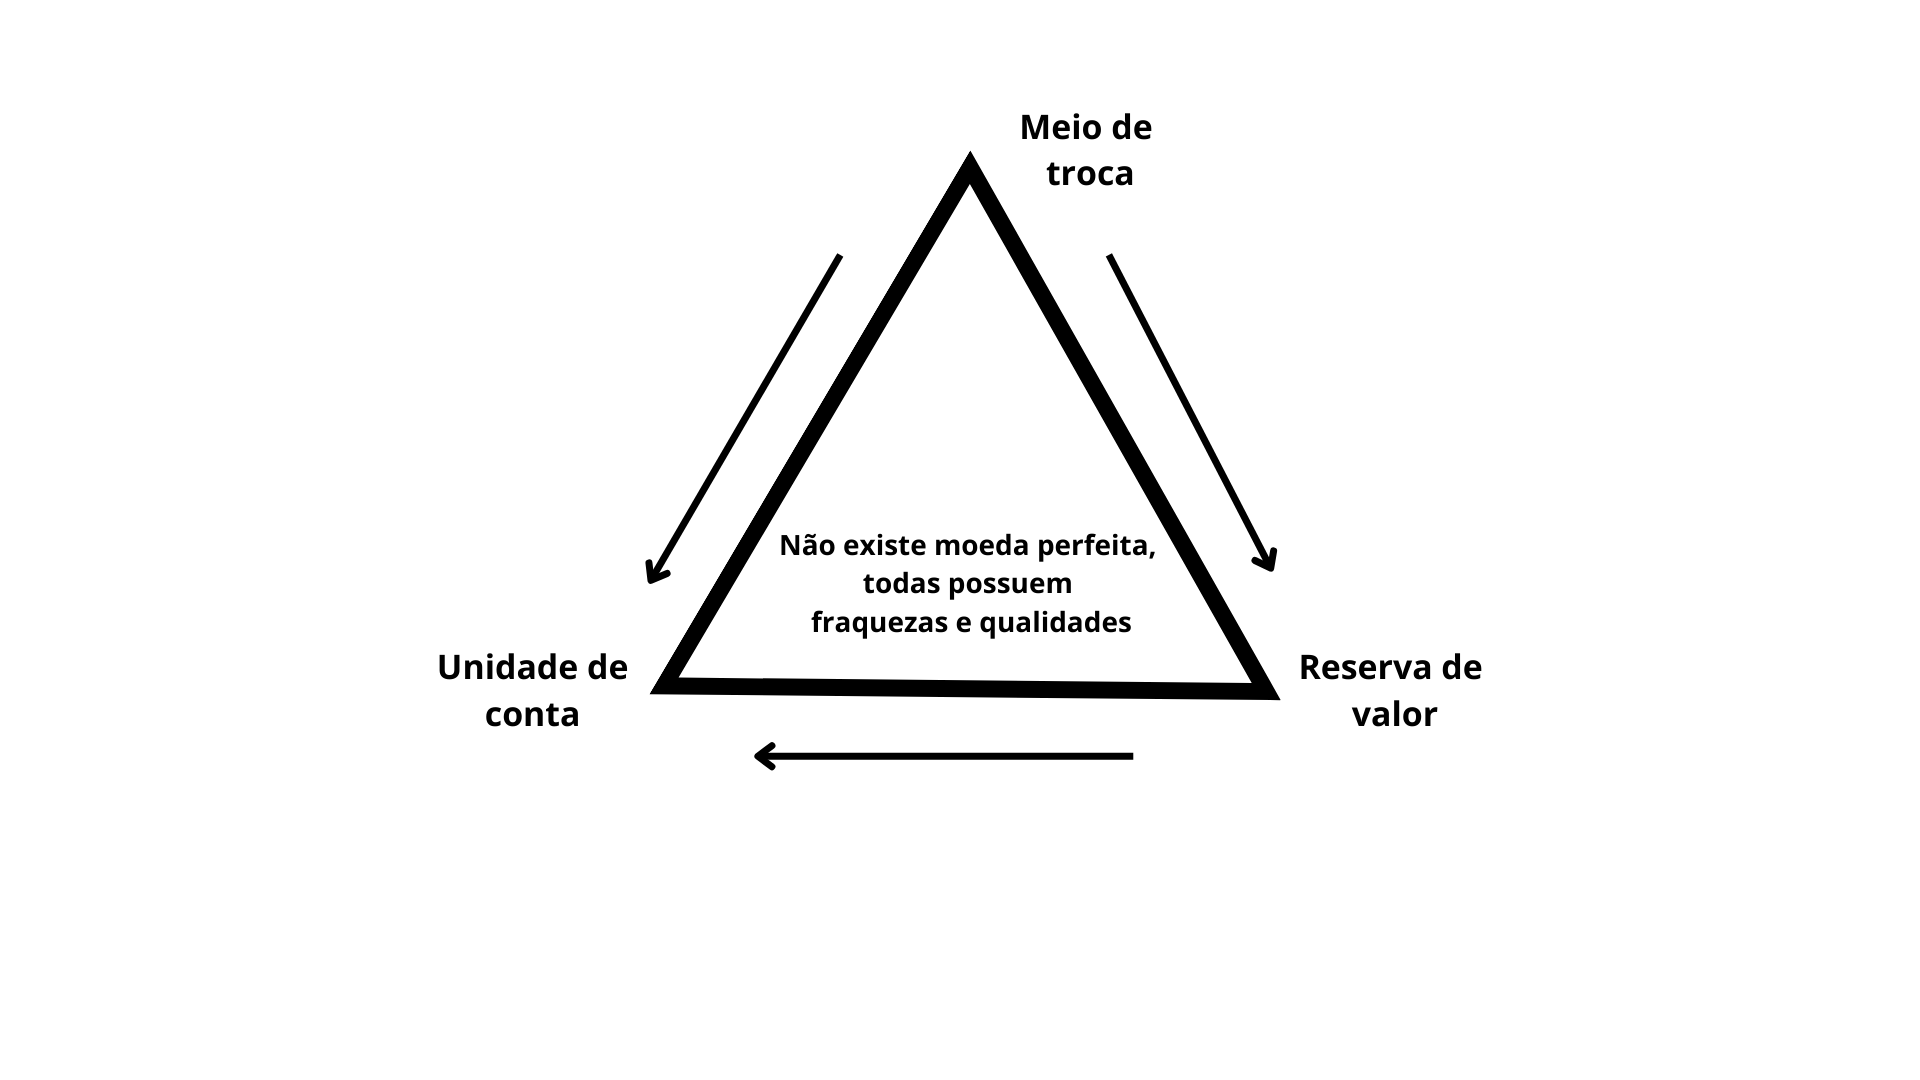 Meio de
troca
Não existe moeda perfeita,
todas possuem
fraquezas e qualidades
Unidade de
conta
Reserva de
valor